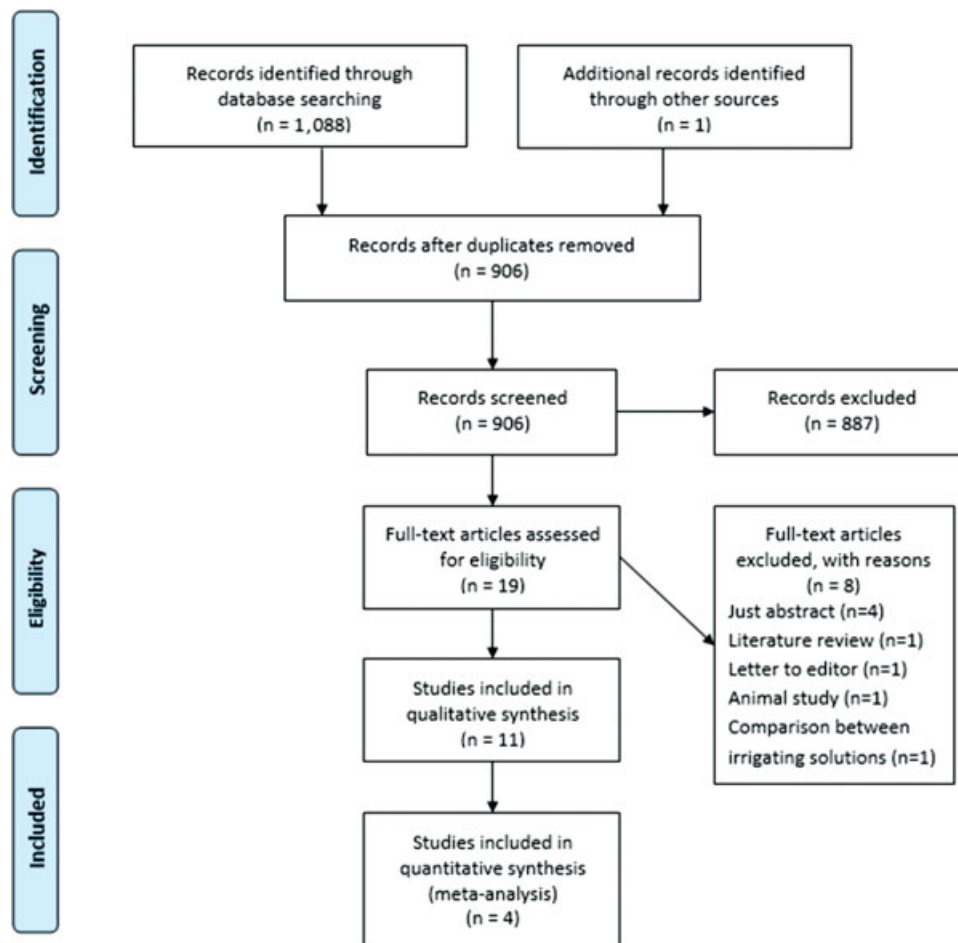 Identification
Records identified through
database searching
(n = 1,088)
Additional records identified
through other sources
(n = 1)
Records after duplicates removed
(n = 906)
Screening
Records screened
(n = 906)
Records excluded
(n = 887)
Eligibility
Full-text articles assessed
for eligibility
(n = 19)
Full-text articles
excluded, with reasons
(n = 8)
Just abstract (n=4)
Literature review (n=1)
Letter to editor (n=1)
Animal study (n=1)
Comparison between
irrigating solutions (n=1)
Studies included in
qualitative synthesis
(n = 11)
Included
Studies included in
quantitative synthesis
(meta-analysis)
(n = 4)